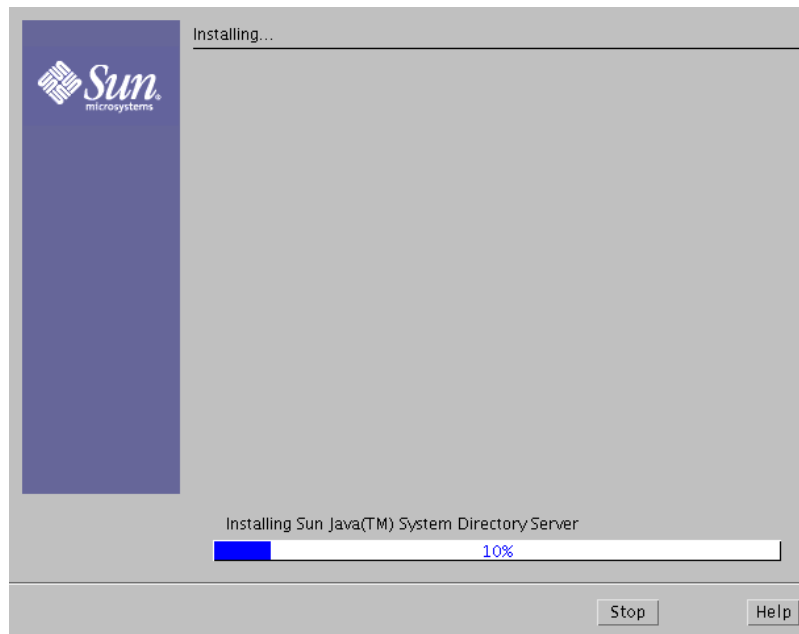 Installing...
Sun
microsystems
Installing Sun Java(TM) System Directory Server
10%
Stop
Help